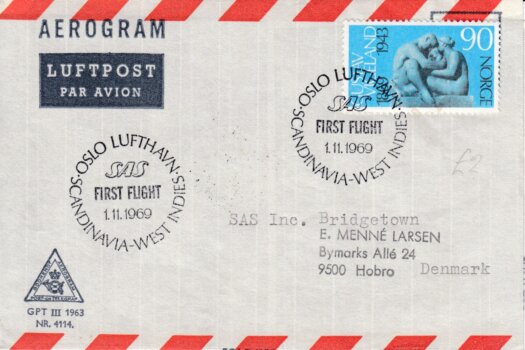 AEROGRAM
LUFTPOST
PAR AVION
90
NORGE
1943
OSLO LUFTHAVN
SAS
FIRST FLIGHT
1.11.1969
SCANDINAVIA-WEST INDIES
OSLO LUFTHAVN
SAS
FIRST FLIGHT
1.11.1969
SCANDINAVIA-WEST INDIES
£2
SAS Inc. Bridgetown
E. MENNÉ LARSEN
Bymarks Allé 24
9500 Hobro Denmark
GPT III 1963
NR. 4114.